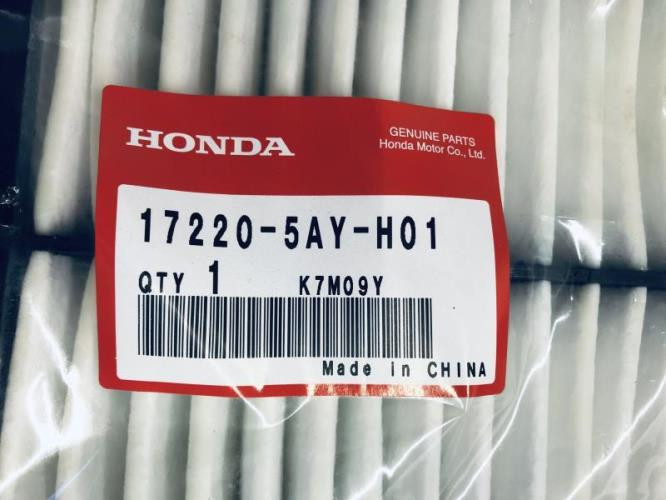 HONDA
GENUINE PARTS
Honda Motor Co., Ltd.
17220-5AY-H01
QTY 1 K7M09Y
Made in CHINA